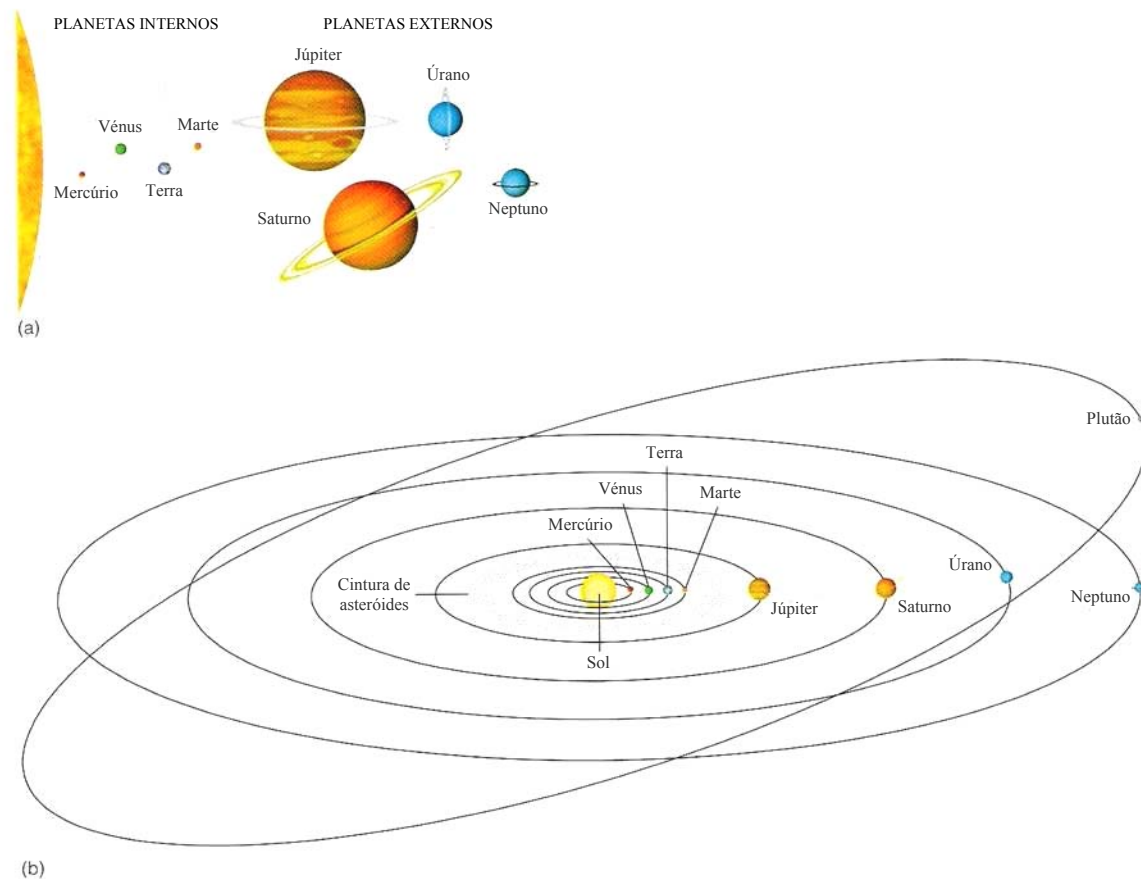 PLANETAS INTERNOS
PLANETAS EXTERNOS
Júpiter
Úrano
Vénus
Marte
Mercúrio
Terra
Saturno
Neptuno
(a)
Plutão
Terra
Vénus
Marte
Mercúrio
Úrano
Cintura de
asteróides
Júpiter
Saturno
Neptuno
Sol
(b)